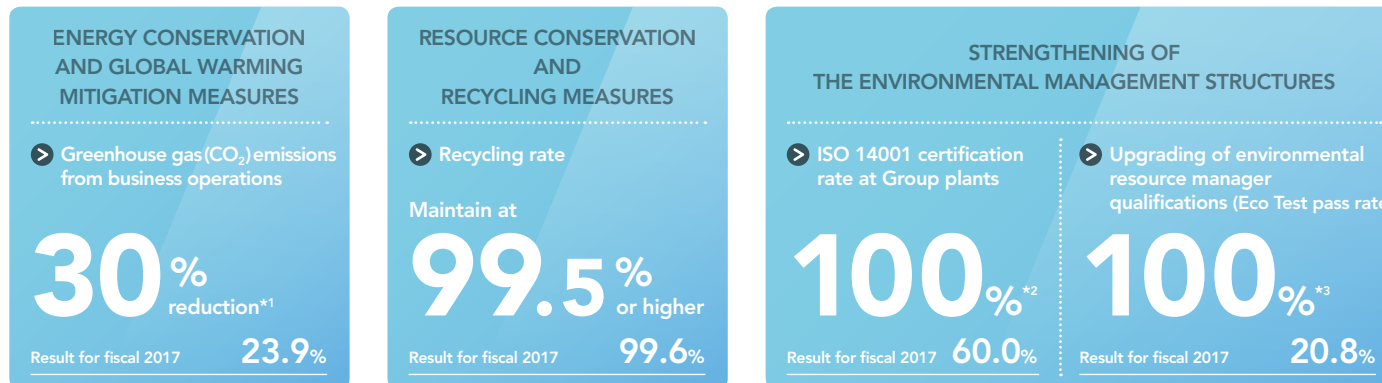 ENERGY CONSERVATION
AND GLOBAL WARMING
MITIGATION MEASURES
Greenhouse gas (CO₂) emissions
from business operations
30%
reduction*1
Result for fiscal 2017 23.9%
RESOURCE CONSERVATION
AND
RECYCLING MEASURES
Recycling rate
Maintain at
99.5%
or higher
Result for fiscal 2017 99.6%
STRENGTHENING OF
THE ENVIRONMENTAL MANAGEMENT STRUCTURES
ISO 14001 certification
rate at Group plants
100%*2
Result for fiscal 2017 60.0%
Upgrading of environmental
resource manager
qualifications (Eco Test pass rate
100%*3
Result for fiscal 2017 20.8%